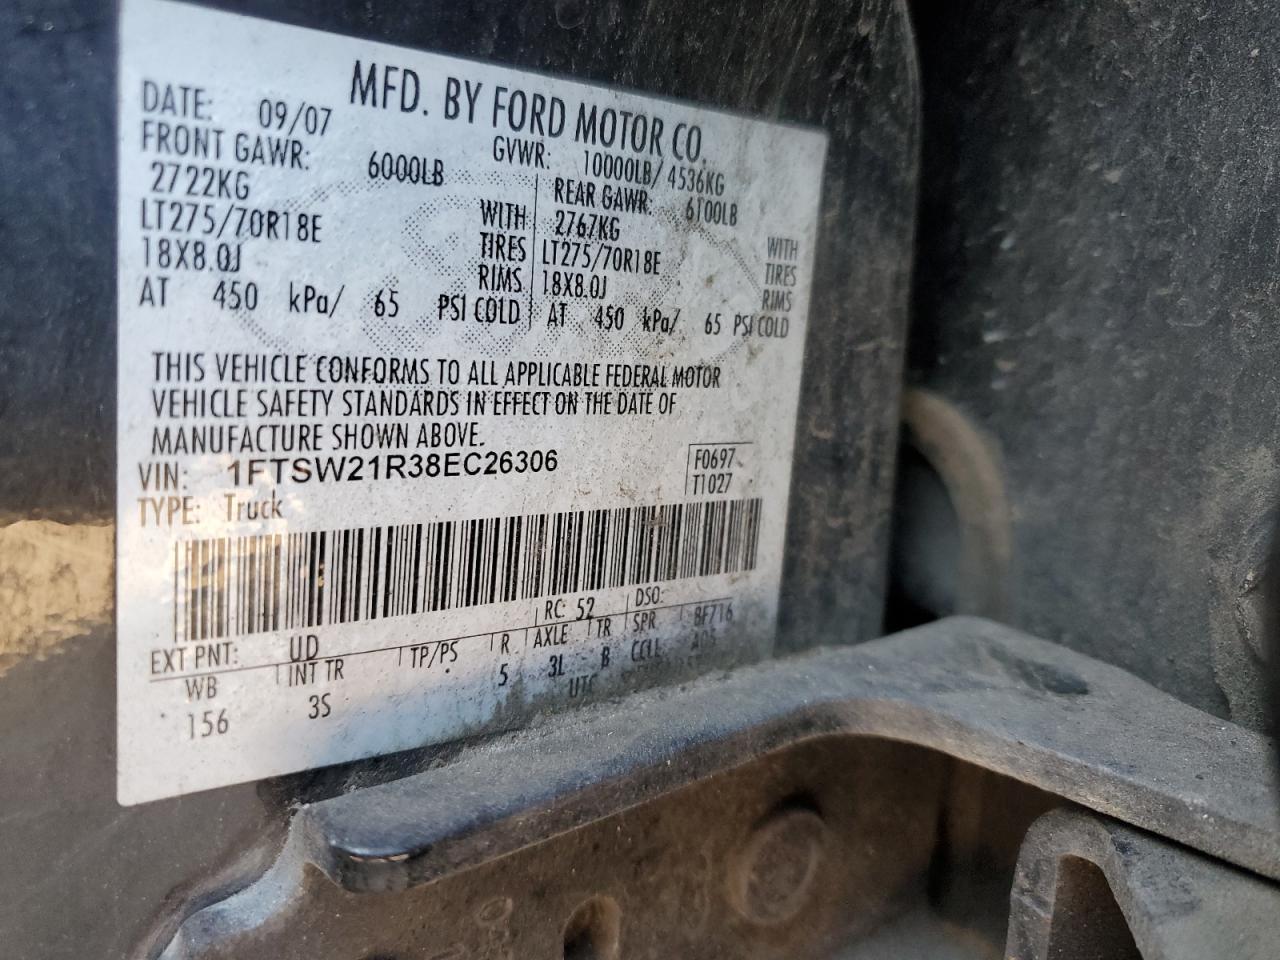 MFD. BY FORD MOTOR CO.
DATE: 09/07 GVWR: 10000LB/ 4536KG
FRONT GAWR: 6000LB REAR GAWR: 6100LB
2722KG WITH 2767KG WITH
LT275/70R18E TIRES LT275/70R18E TIRES
18X8.0J RIMS 18X8.0J RIMS
AT 450 kPa/ 65 PSI COLD AT 450 kPa/ 65 PSI COLD
THIS VEHICLE CONFORMS TO ALL APPLICABLE FEDERAL MOTOR
VEHICLE SAFETY STANDARDS IN EFFECT ON THE DATE OF
MANUFACTURE SHOWN ABOVE.
VIN: 1FTSW21R38EC26306 F0697
TYPE: Truck T1027
EXT PNT: UD RC: 52 DSO:
WB INT TR TP/PS R AXLE TR SPR BF716
156 3S 5 3L B
UTC